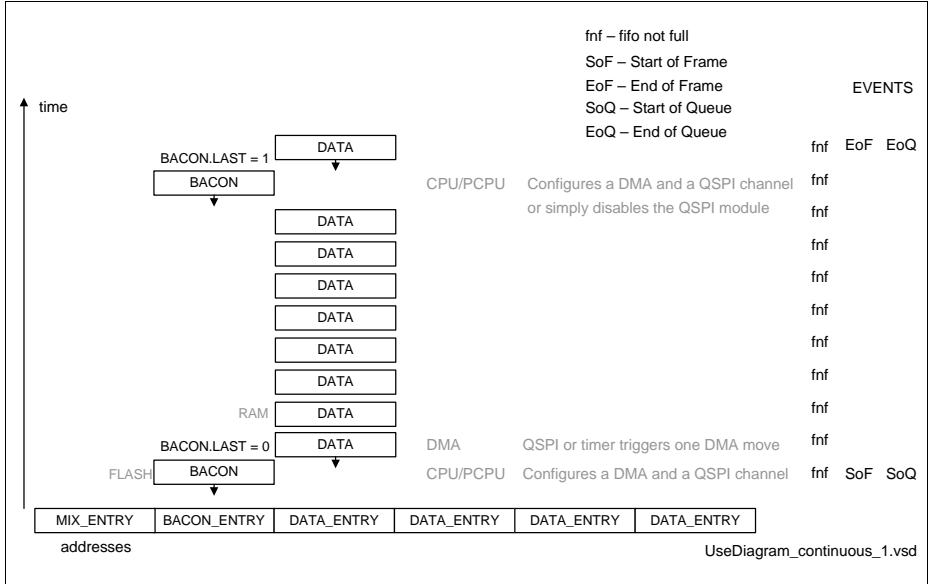 fnf – fifo not full
SoF – Start of Frame
EoF – End of Frame
EVENTS
time
SoQ – Start of Queue
EoQ – End of Queue
DATA
fnf EoF EoQ
BACON.LAST = 1
BACON
CPU/PCPU Configures a DMA and a QSPI channel
fnf
or simply disables the QSPI module
fnf
DATA
DATA
fnf
DATA
fnf
DATA
fnf
DATA
fnf
DATA
fnf
RAM DATA
fnf
BACON.LAST = 0 DATA DMA QSPI or timer triggers one DMA move fnf
FLASH BACON CPU/PCPU Configures a DMA and a QSPI channel fnf SoF SoQ
MIX_ENTRY BACON_ENTRY DATA_ENTRY DATA_ENTRY DATA_ENTRY DATA_ENTRY
addresses
UseDiagram_continuous_1.vsd